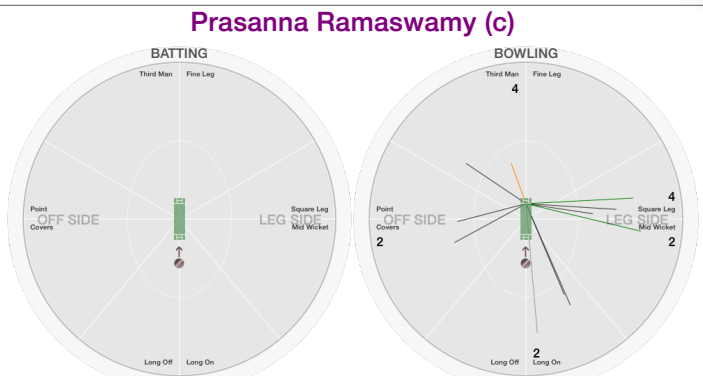 Prasanna Ramaswamy (c)
BATTING
Third Man Fine Leg
Point
OFF SIDE
Covers
Square Leg
LEG SIDE
Mid Wicket
Long Off Long On
BOWLING
Third Man Fine Leg
4
Point
OFF SIDE
Covers
2
4
Square Leg
LEG SIDE
Mid Wicket
2
2
Long Off Long On